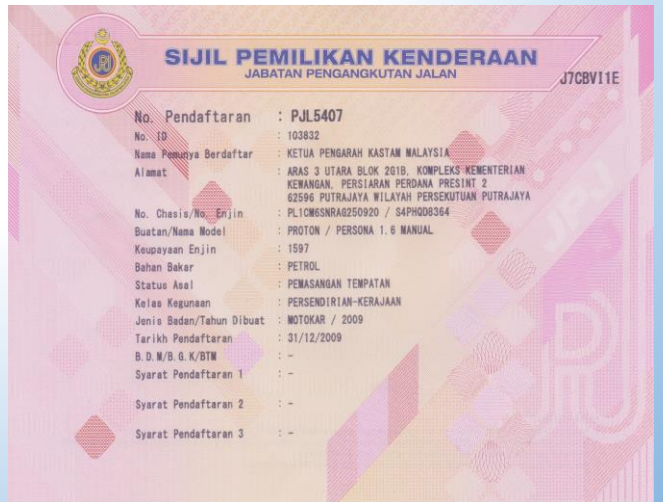 SIJIL PEMILIKAN KENDERAAN
JABATAN PENGANGKUTAN JALAN
J7CBVI1E
No. Pendaftaran : PJL5407
No. ID : 103832
Nama Pemunya Berdaftar : KETUA PENGARAH KASTAM MALAYSIA
Alamat : ARAS 3 UTARA BLOK 2G1B, KOMPLEKS KEMENTERIAN
KEWANGAN, PERSIARAN PERDANA PRESINT 2
62596 PUTRAJAYA WILAYAH PERSEKUTUAN PUTRAJAYA
No. Chasis/No. Enjin : PL1CM6SNRAG250920 / S4PHQD8364
Buatan/Nama Model : PROTON / PERSONA 1.6 MANUAL
Keupayaan Enjin : 1597
Bahan Bakar : PETROL
Status Asal : PEMASANGAN TEMPATAN
Kelas Kegunaan : PERSENDIRIAN-KERAJAAN
Jenis Badan/Tahun Dibuat : MOTOKAR / 2009
Tarikh Pendaftaran : 31/12/2009
B.D.M/B.G.K/BTM : -
Syarat Pendaftaran 1 : -
Syarat Pendaftaran 2 : -
Syarat Pendaftaran 3 : -
JPJ